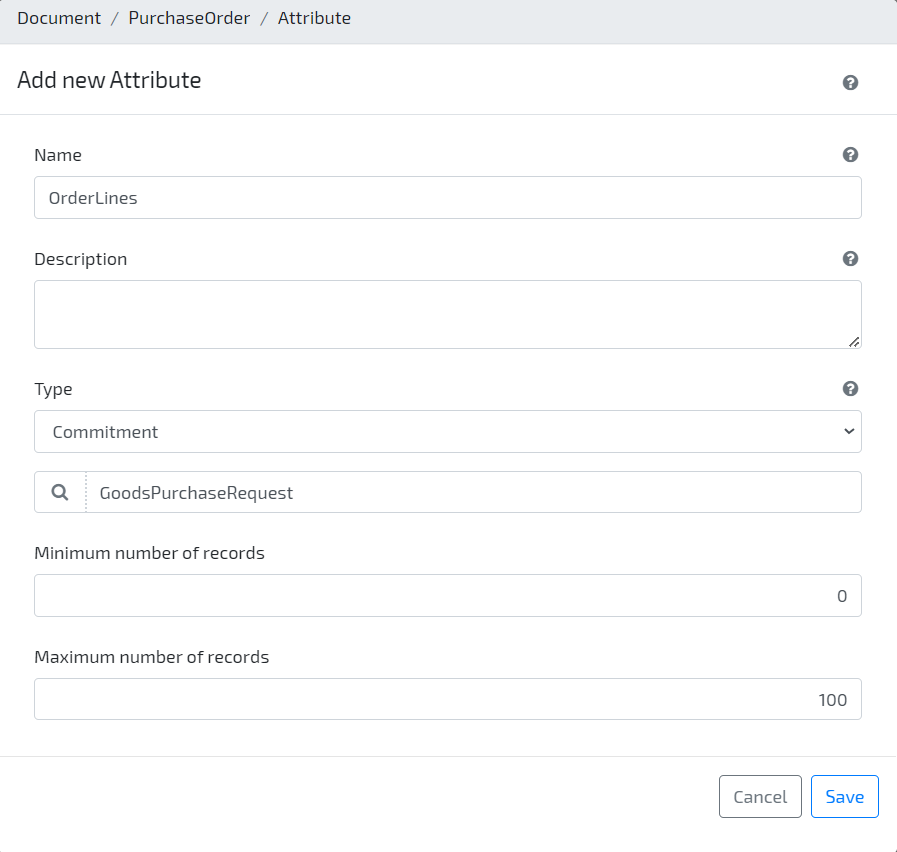 Document / PurchaseOrder / Attribute
Add new Attribute
Name
OrderLines
Description
Type
Commitment
GoodsPurchaseRequest
Minimum number of records
0
Maximum number of records
100
Cancel Save